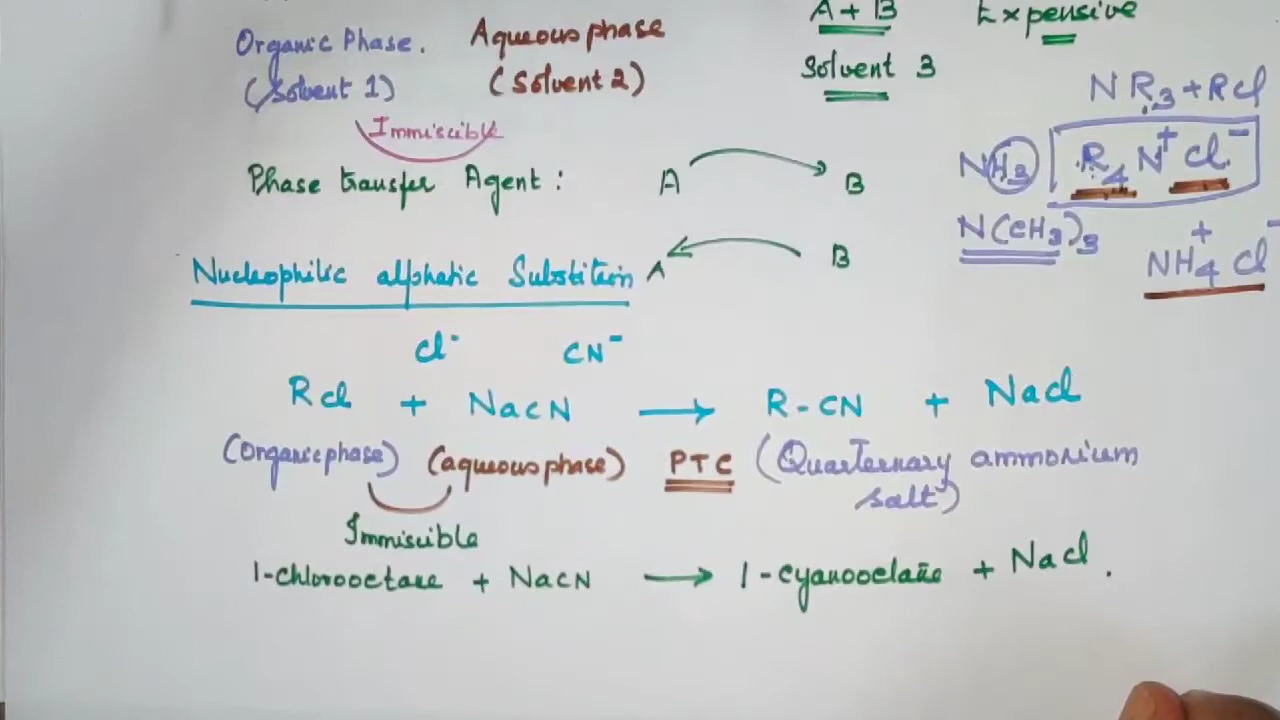 A + B Expensive
Organic Phase. Aqueous phase
(Solvent 1) (Solvent 2) Solvent 3
NR3 + RCl
Immiscible
NH3 R4 N+ Cl-
Phase transfer Agent : A B
N(CH3)3
NH4+ Cl-
A B
Nucleophilic aliphatic Substitution
Cl- CN-
RCl + NaCN → R-CN + NaCl
(Organic phase) (aqueous phase) PTC (Quarternary ammonium
salt)
Immiscible
1-chlorooctane + NaCN → 1-cyanooctane + NaCl.